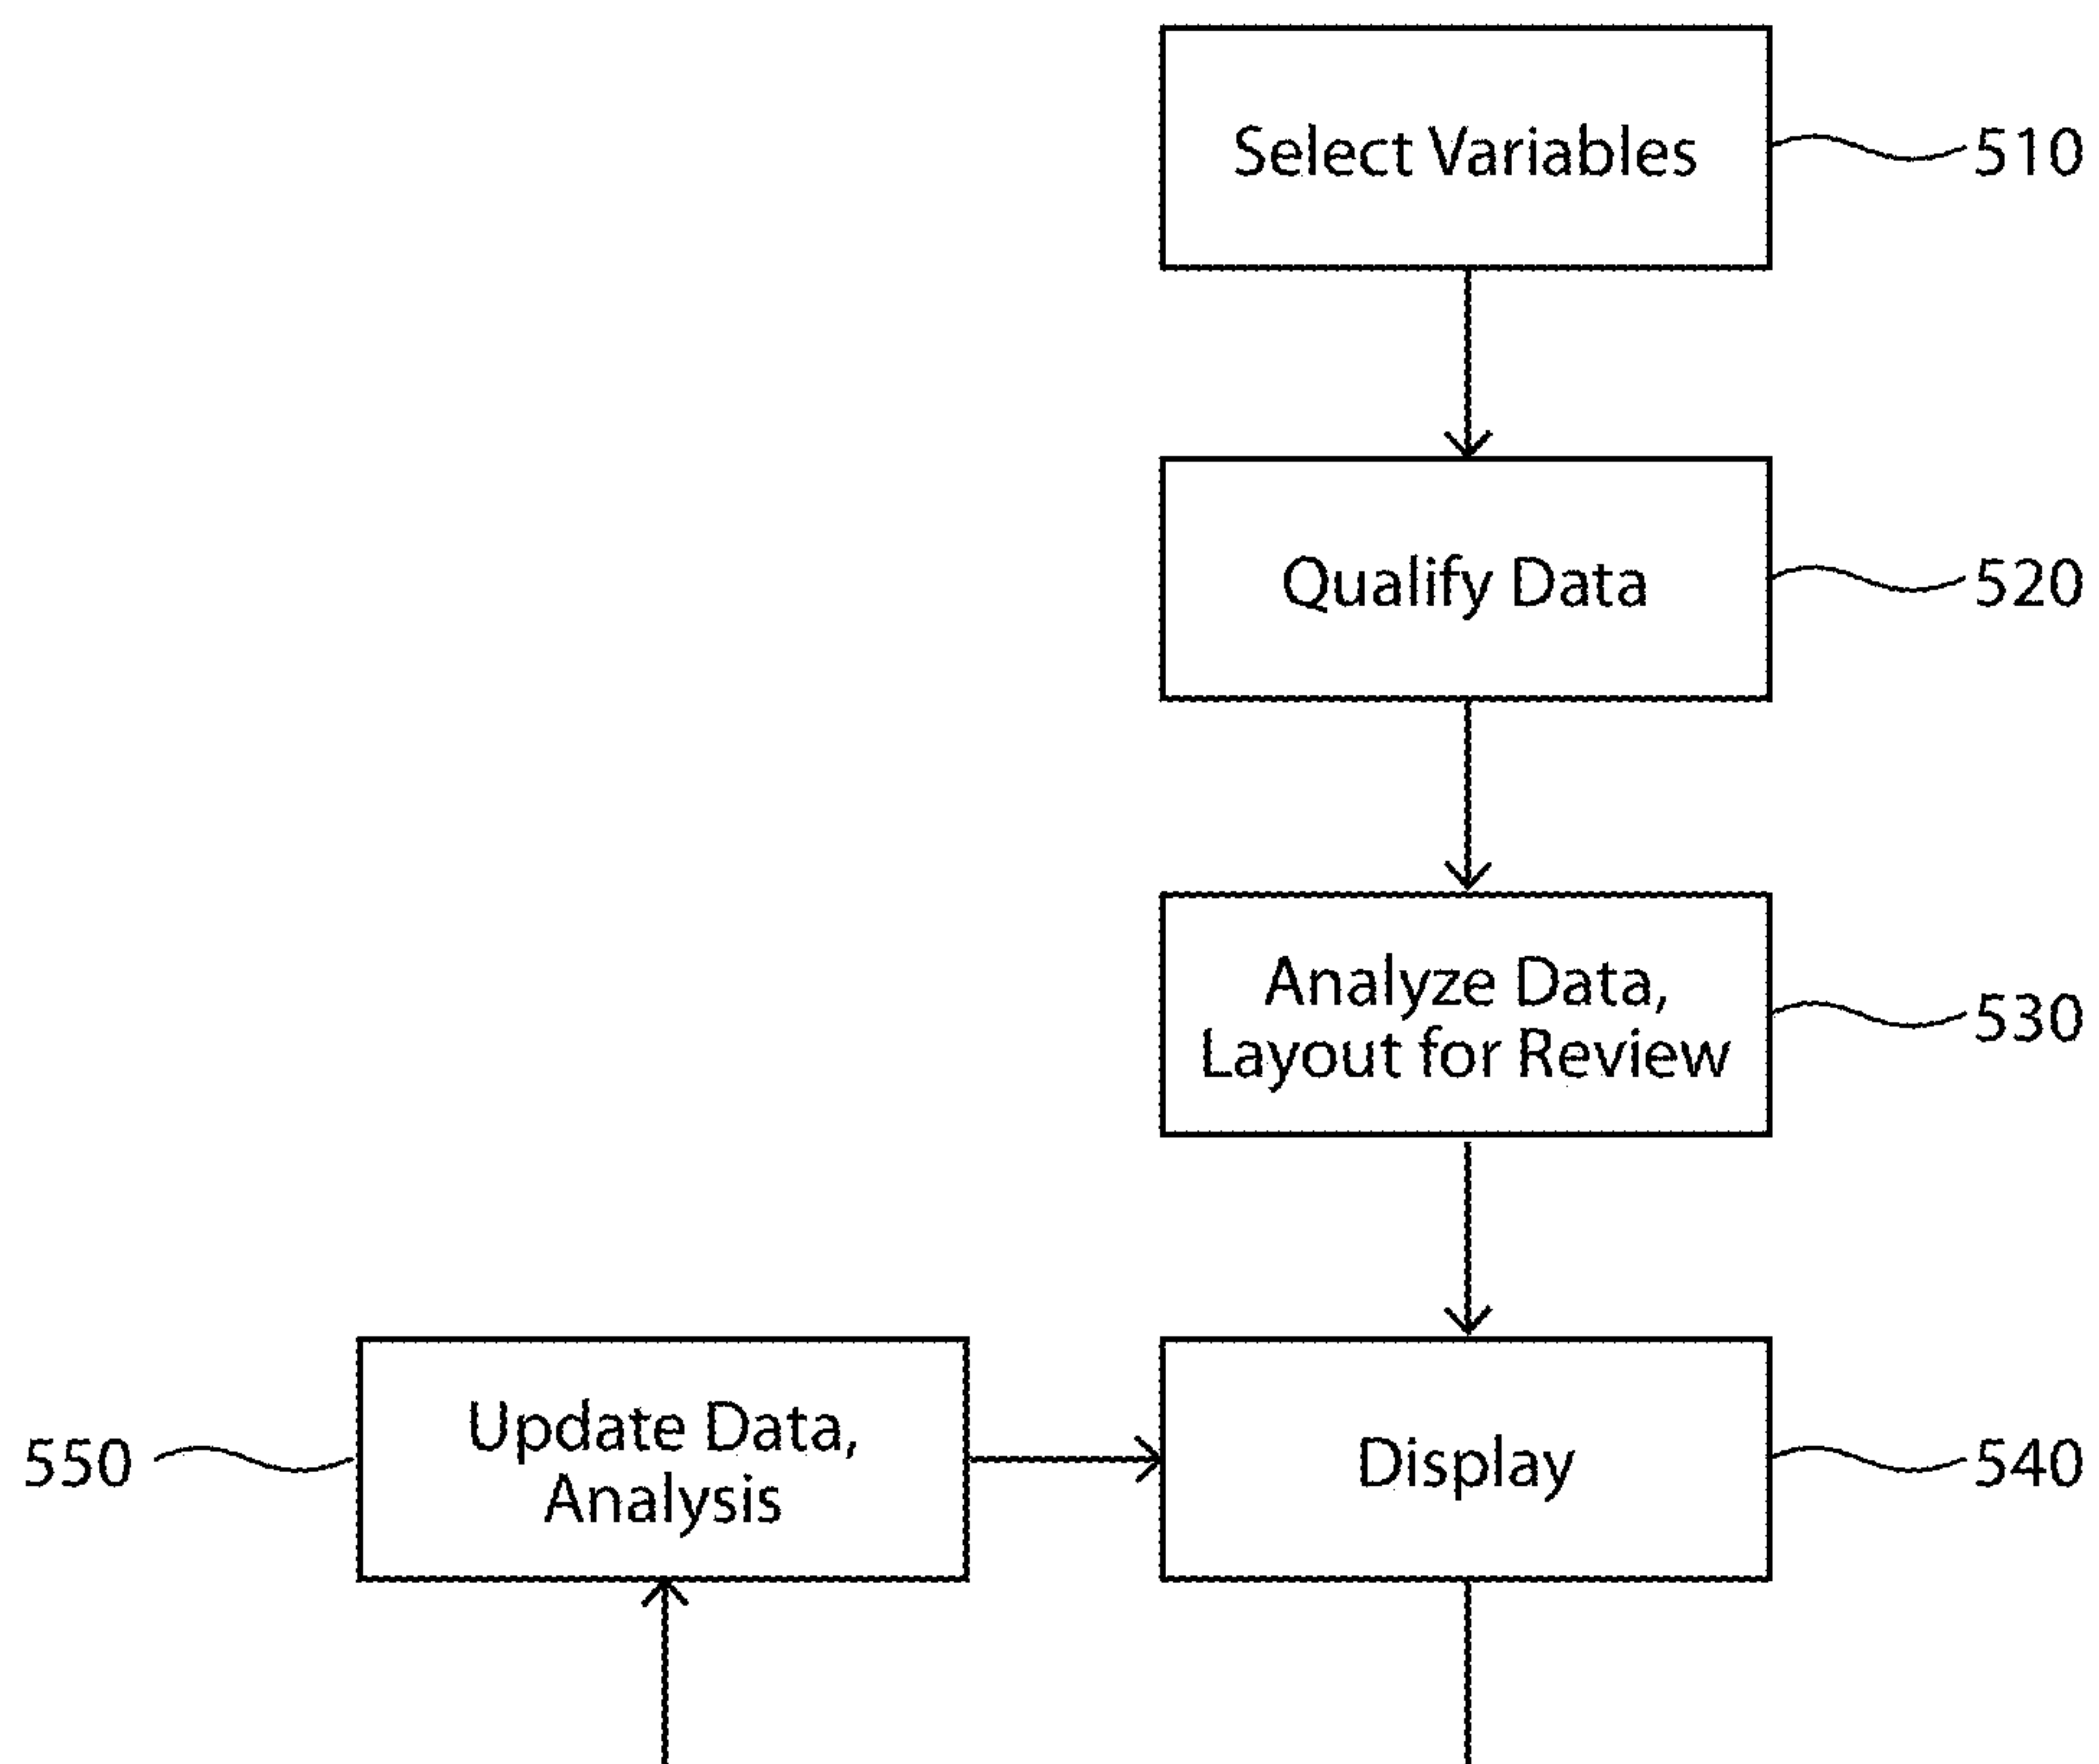 Select Variables
510
Qualify Data
520
Analyze Data,
Layout for Review
530
Update Data,
Analysis
550
Display
540